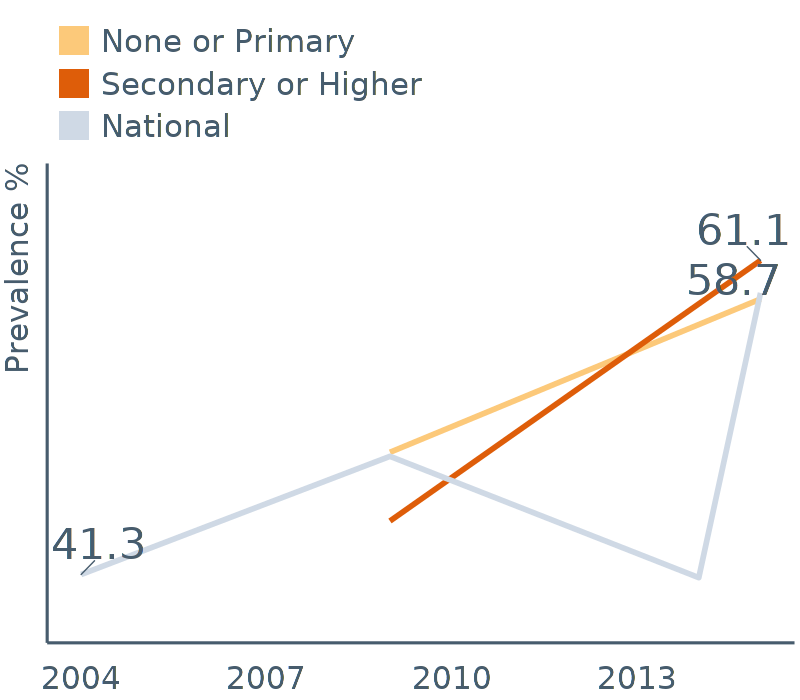 None or Primary
Secondary or Higher
National
Prevalence %
61.1
58.7
41.3
2004 2007 2010 2013